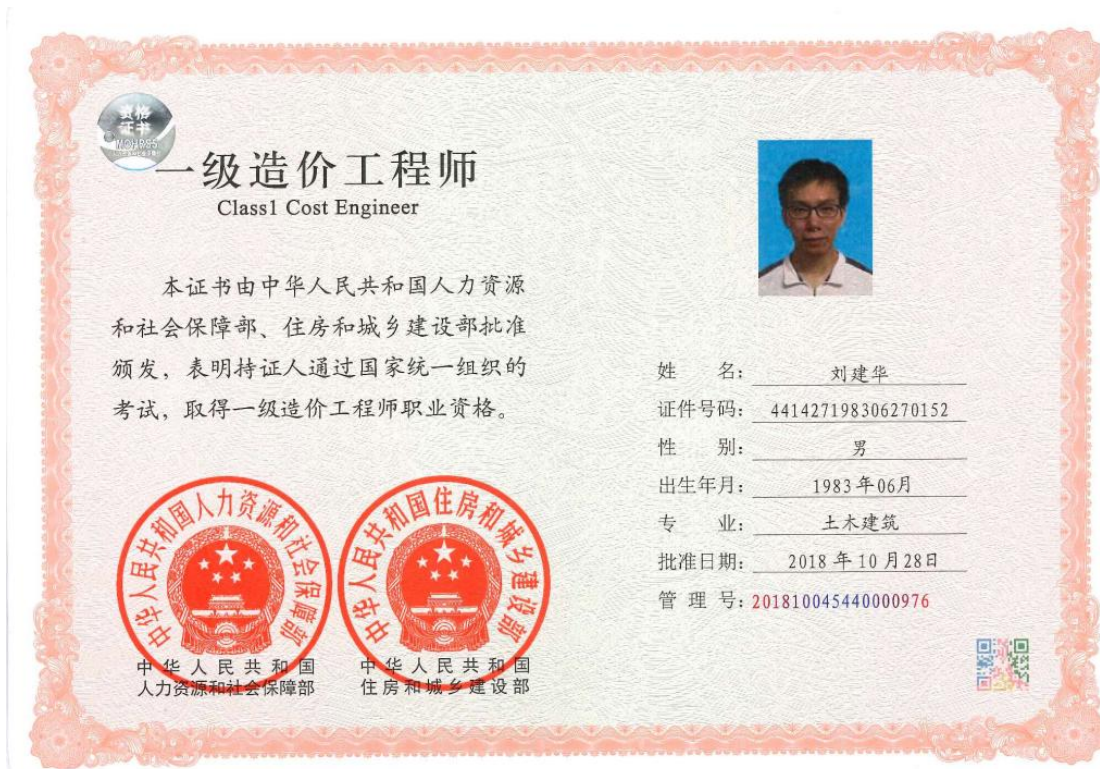 资格
证书
MOHRSS
一级造价工程师
Class1 Cost Engineer
本证书由中华人民共和国人力资源
和社会保障部、住房和城乡建设部批准
颁发，表明持证人通过国家统一组织的
考试，取得一级造价工程师职业资格。
中华人民共和国人力资源和社会保障部
中华人民共和国住房和城乡建设部
中华人民共和国
人力资源和社会保障部
中华人民共和国
住房和城乡建设部
姓 名： 刘建华
证件号码： 441427198306270152
性 别： 男
出生年月： 1983年06月
专 业： 土木建筑
批准日期： 2018年10月28日
管 理 号：201810045440000976